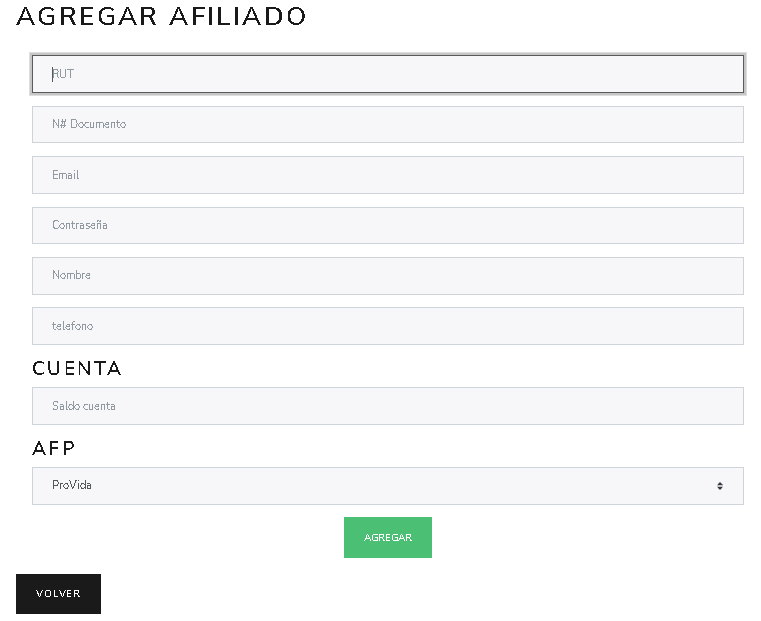 AGREGAR AFILIADO
RUT
N# Documento
Email
Contraseña
Nombre
telefono
CUENTA
Saldo cuenta
AFP
ProVida
AGREGAR
VOLVER